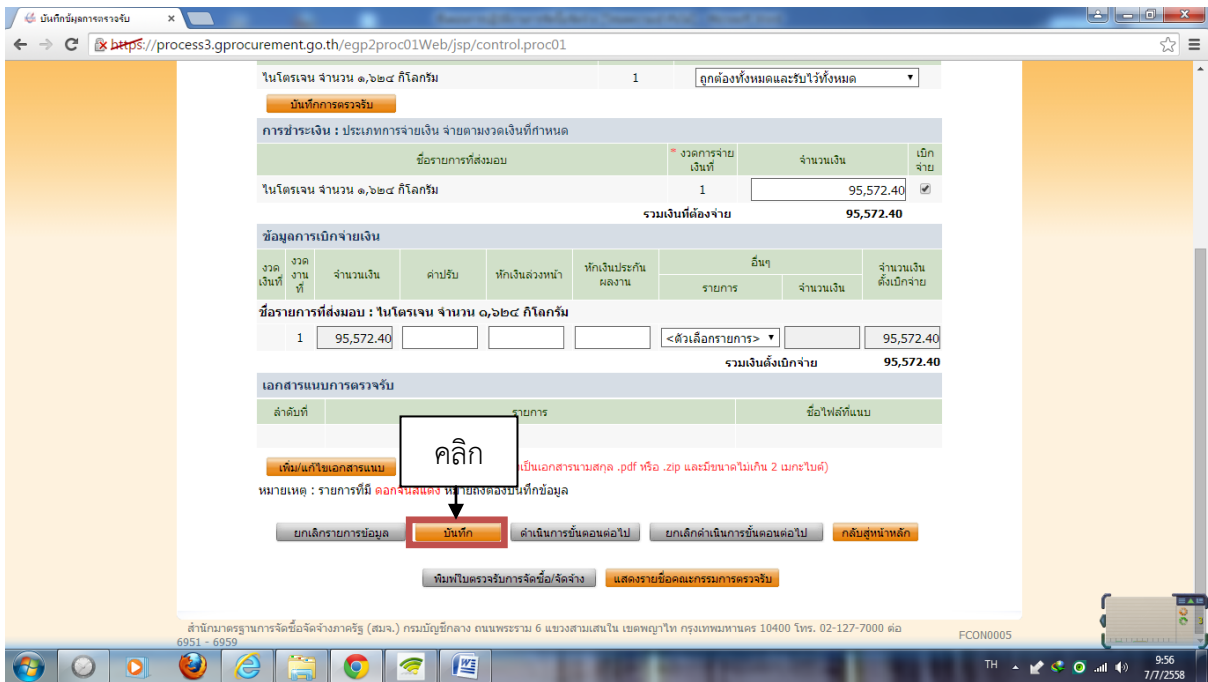 บันทึกข้อมูลการตรวจรับ
https://process3.gprocurement.go.th/egp2proc01Web/jsp/control.proc01
ไนโตรเจน จำนวน ๑,๖๒๔ กิโลกรัม 1 ถูกต้องทั้งหมดและรับไว้ทั้งหมด
บันทึกการตรวจรับ
การชำระเงิน : ประเภทการจ่ายเงิน จ่ายตามงวดเงินที่กำหนด
ชื่อรายการที่ส่งมอบ * งวดการจ่าย จำนวนเงิน เบิก
เงินที่ จ่าย
ไนโตรเจน จำนวน ๑,๖๒๔ กิโลกรัม 1 95,572.40
รวมเงินที่ต้องจ่าย 95,572.40
ข้อมูลการเบิกจ่ายเงิน
งวด งวด จำนวนเงิน ค่าปรับ หักเงินล่วงหน้า หักเงินประกัน อื่นๆ จำนวนเงิน
เงินที่ งาน ผลงาน รายการ จำนวนเงิน ตั้งเบิกจ่าย
ที่
ชื่อรายการที่ส่งมอบ : ไนโตรเจน จำนวน ๑,๖๒๔ กิโลกรัม
1 95,572.40 <ตัวเลือกรายการ> 95,572.40
รวมเงินตั้งเบิกจ่าย 95,572.40
เอกสารแนบการตรวจรับ
ลำดับที่ รายการ ชื่อไฟล์ที่แนบ
คลิก
เพิ่ม/แก้ไขเอกสารแนบ เป็นเอกสารนามสกุล .pdf หรือ .zip และมีขนาดไม่เกิน 2 เมกะไบต์)
หมายเหตุ : รายการที่มี ดอกจันสีแดง หมายถึงต้องบันทึกข้อมูล
ยกเลิกรายการข้อมูล บันทึก ดำเนินการขั้นตอนต่อไป ยกเลิกดำเนินการขั้นตอนต่อไป กลับสู่หน้าหลัก
พิมพ์ใบตรวจรับการจัดซื้อ/จัดจ้าง แสดงรายชื่อคณะกรรมการตรวจรับ
สำนักมาตรฐานการจัดซื้อจัดจ้างภาครัฐ (สมจ.) กรมบัญชีกลาง ถนนพระราม 6 แขวงสามเสนใน เขตพญาไท กรุงเทพมหานคร 10400 โทร. 02-127-7000 ต่อ
6951 - 6959 FCON0005
TH 9:56
7/7/2558